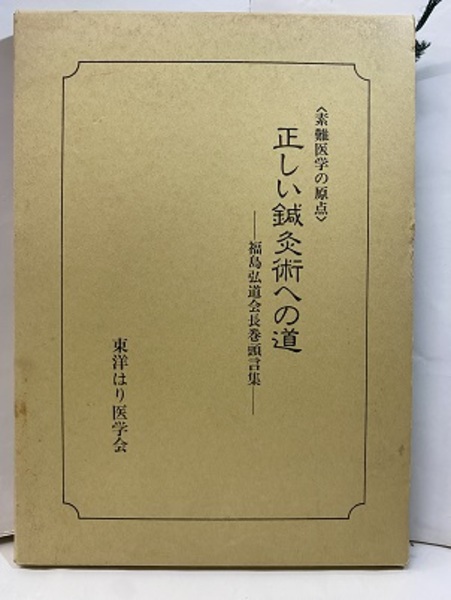 〈素難医学の原点〉
正しい鍼灸術への道
―福島弘道会長巻頭言集―
東洋はり医学会